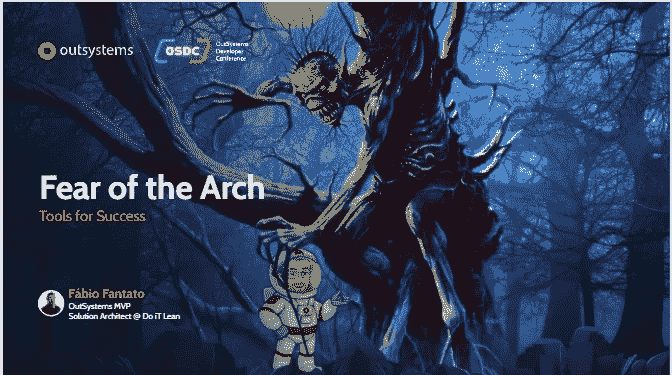 outsystems
OSDC
OutSystems
Developer
Conference
Fear of the Arch
Tools for Success
Fábio Fantato
OutSystems MVP
Solution Architect @ Do iT Lean